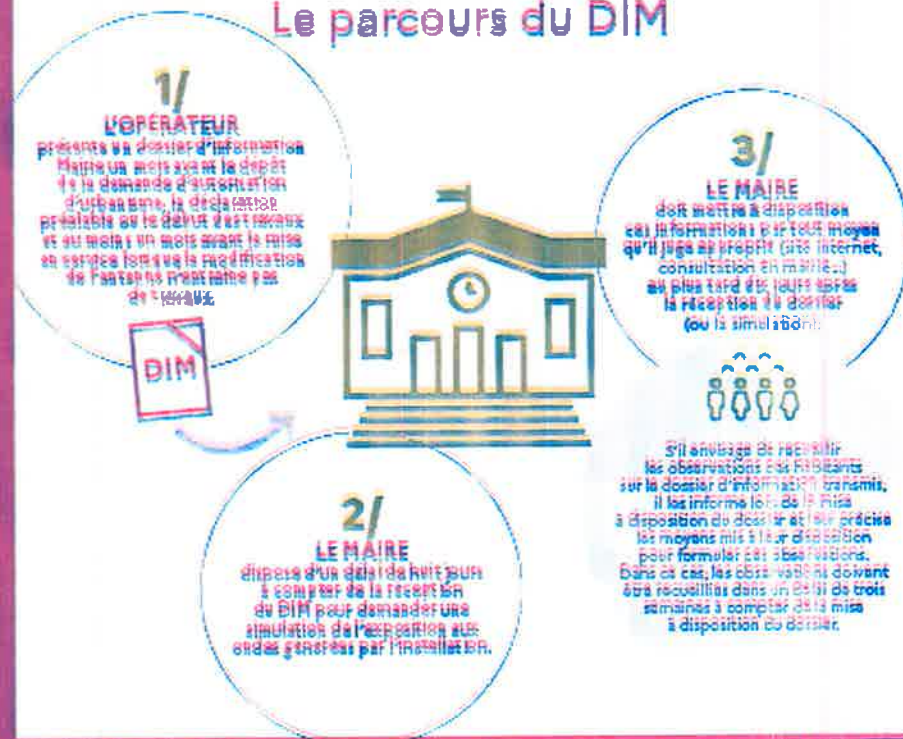 Le parcours du DIM
1/
L'OPÉRATEUR
présente un dossier d'information
Mairie un mois avant le dépôt
de la demande d'autorisation
d'urbanisme, la déclaration
préalable ou le début des travaux
et au moins un mois avant la mise
en service lorsque la modification
de l'antenne n'entraîne pas
de travaux.
DIM
2/
LE MAIRE
dispose d'un délai de huit jours
à compter de la réception
du DIM pour demander une
simulation de l'exposition aux
ondes générées par l'installation.
3/
LE MAIRE
doit mettre à disposition
ces informations par tout moyen
qu'il juge approprié (site internet,
consultation en mairie...)
au plus tard dix jours après
la réception du dossier
(ou la simulation).
S'il envisage de recueillir
les observations des habitants
sur le dossier d'information transmis,
il les informe lors de la mise
à disposition du dossier et leur précise
les moyens mis à leur disposition
pour formuler ces observations.
Dans ce cas, les observations doivent
être recueillies dans un délai de trois
semaines à compter de la mise
à disposition du dossier.